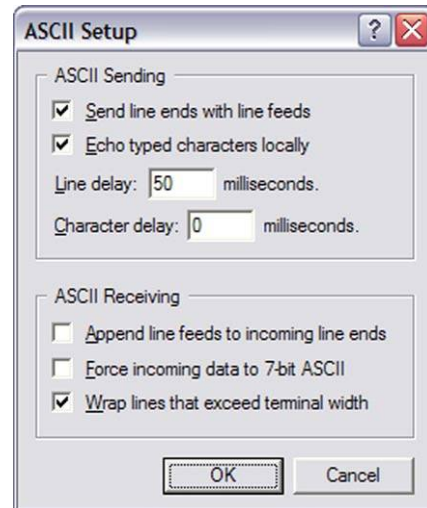 ASCII Setup
ASCII Sending
Send line ends with line feeds
Echo typed characters locally
Line delay: 50 milliseconds.
Character delay: 0 milliseconds.
ASCII Receiving
Append line feeds to incoming line ends
Force incoming data to 7-bit ASCII
Wrap lines that exceed terminal width
OK Cancel